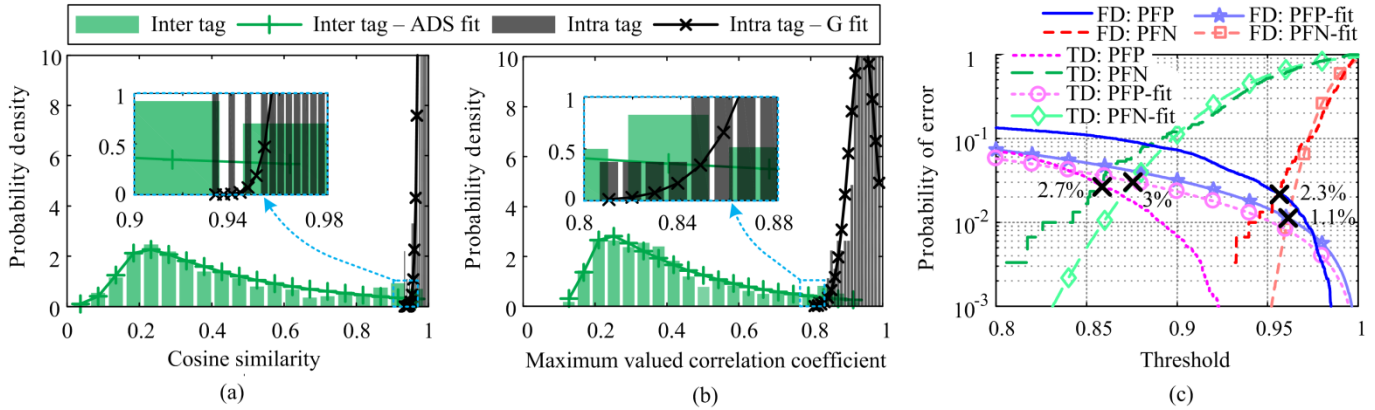 Inter tag
Inter tag – ADS fit
Intra tag
Intra tag – G fit
Probability density
10
8
6
4
2
0
0
0.2
0.4
0.6
0.8
1
1
0.5
0
0.9
0.94
0.98
Cosine similarity
(a)
Probability density
10
8
6
4
2
0
0
0.2
0.4
0.6
0.8
1
1
0.5
0
0.8
0.84
0.88
Maximum valued correlation coefficient
(b)
FD: PFP
FD: PFP-fit
FD: PFN
FD: PFN-fit
TD: PFP
TD: PFN
TD: PFP-fit
TD: PFN-fit
Probability of error
10⁰
10⁻¹
10⁻²
10⁻³
2.7%
3%
2.3%
1.1%
0.8
0.85
0.9
0.95
1
Threshold
(c)